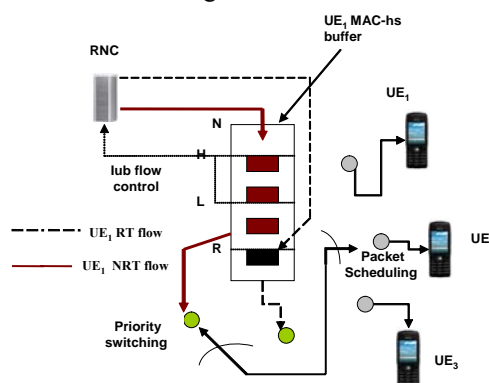 UE1 MAC-hs
buffer
RNC
UE1
N
H
Iub flow
control
L
UE1 RT flow
UE
R
Packet
Scheduling
UE1 NRT flow
Priority
switching
UE3